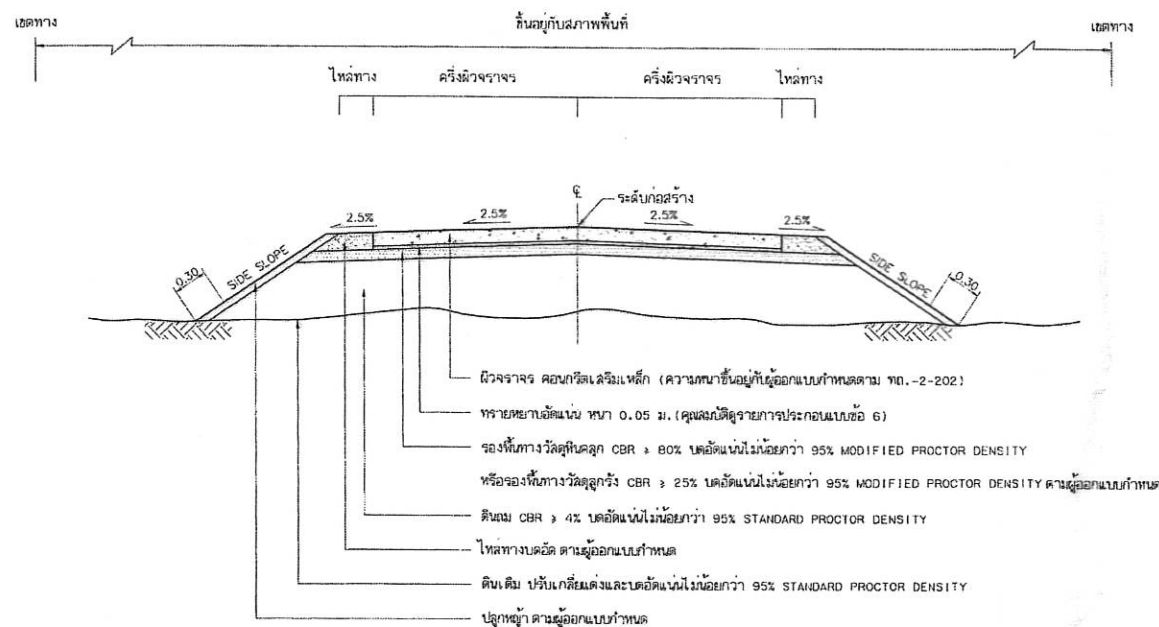 เขตทาง ขึ้นอยู่กับสภาพพื้นที่ เขตทาง
ไหล่ทาง ครึ่งผิวจราจร ครึ่งผิวจราจร ไหล่ทาง
℄ ระดับก่อสร้าง
2.5% 2.5% 2.5% 2.5%
0.30 SIDE SLOPE SIDE SLOPE 0.30
ผิวจราจร คอนกรีตเสริมเหล็ก (ความหนาขึ้นอยู่กับผู้ออกแบบกำหนดตาม ทถ.-2-202)
ทรายหยาบอัดแน่น หนา 0.05 ม.(คุณสมบัติดูรายการประกอบแบบข้อ 6)
รองพื้นทางวัสดุหินคลุก CBR ≥ 80% บดอัดแน่นไม่น้อยกว่า 95% MODIFIED PROCTOR DENSITY
หรือรองพื้นทางวัสดุลูกรัง CBR ≥ 25% บดอัดแน่นไม่น้อยกว่า 95% MODIFIED PROCTOR DENSITY ตามผู้ออกแบบกำหนด
ดินถม CBR ≥ 4% บดอัดแน่นไม่น้อยกว่า 95% STANDARD PROCTOR DENSITY
ไหล่ทางบดอัด ตามผู้ออกแบบกำหนด
ดินเดิม ปรับเกลี่ยแต่งและบดอัดแน่นไม่น้อยกว่า 95% STANDARD PROCTOR DENSITY
ปลูกหญ้า ตามผู้ออกแบบกำหนด